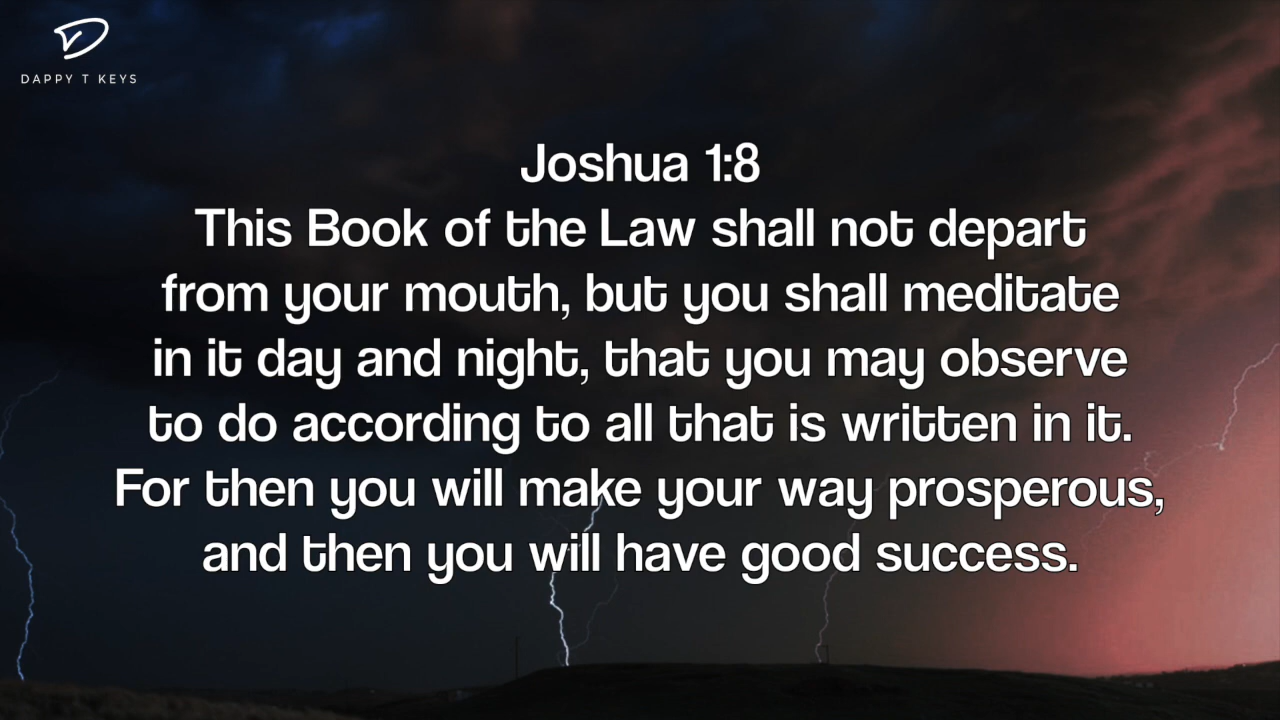 DAPPY T KEYS
Joshua 1:8
This Book of the Law shall not depart
from your mouth, but you shall meditate
in it day and night, that you may observe
to do according to all that is written in it.
For then you will make your way prosperous,
and then you will have good success.